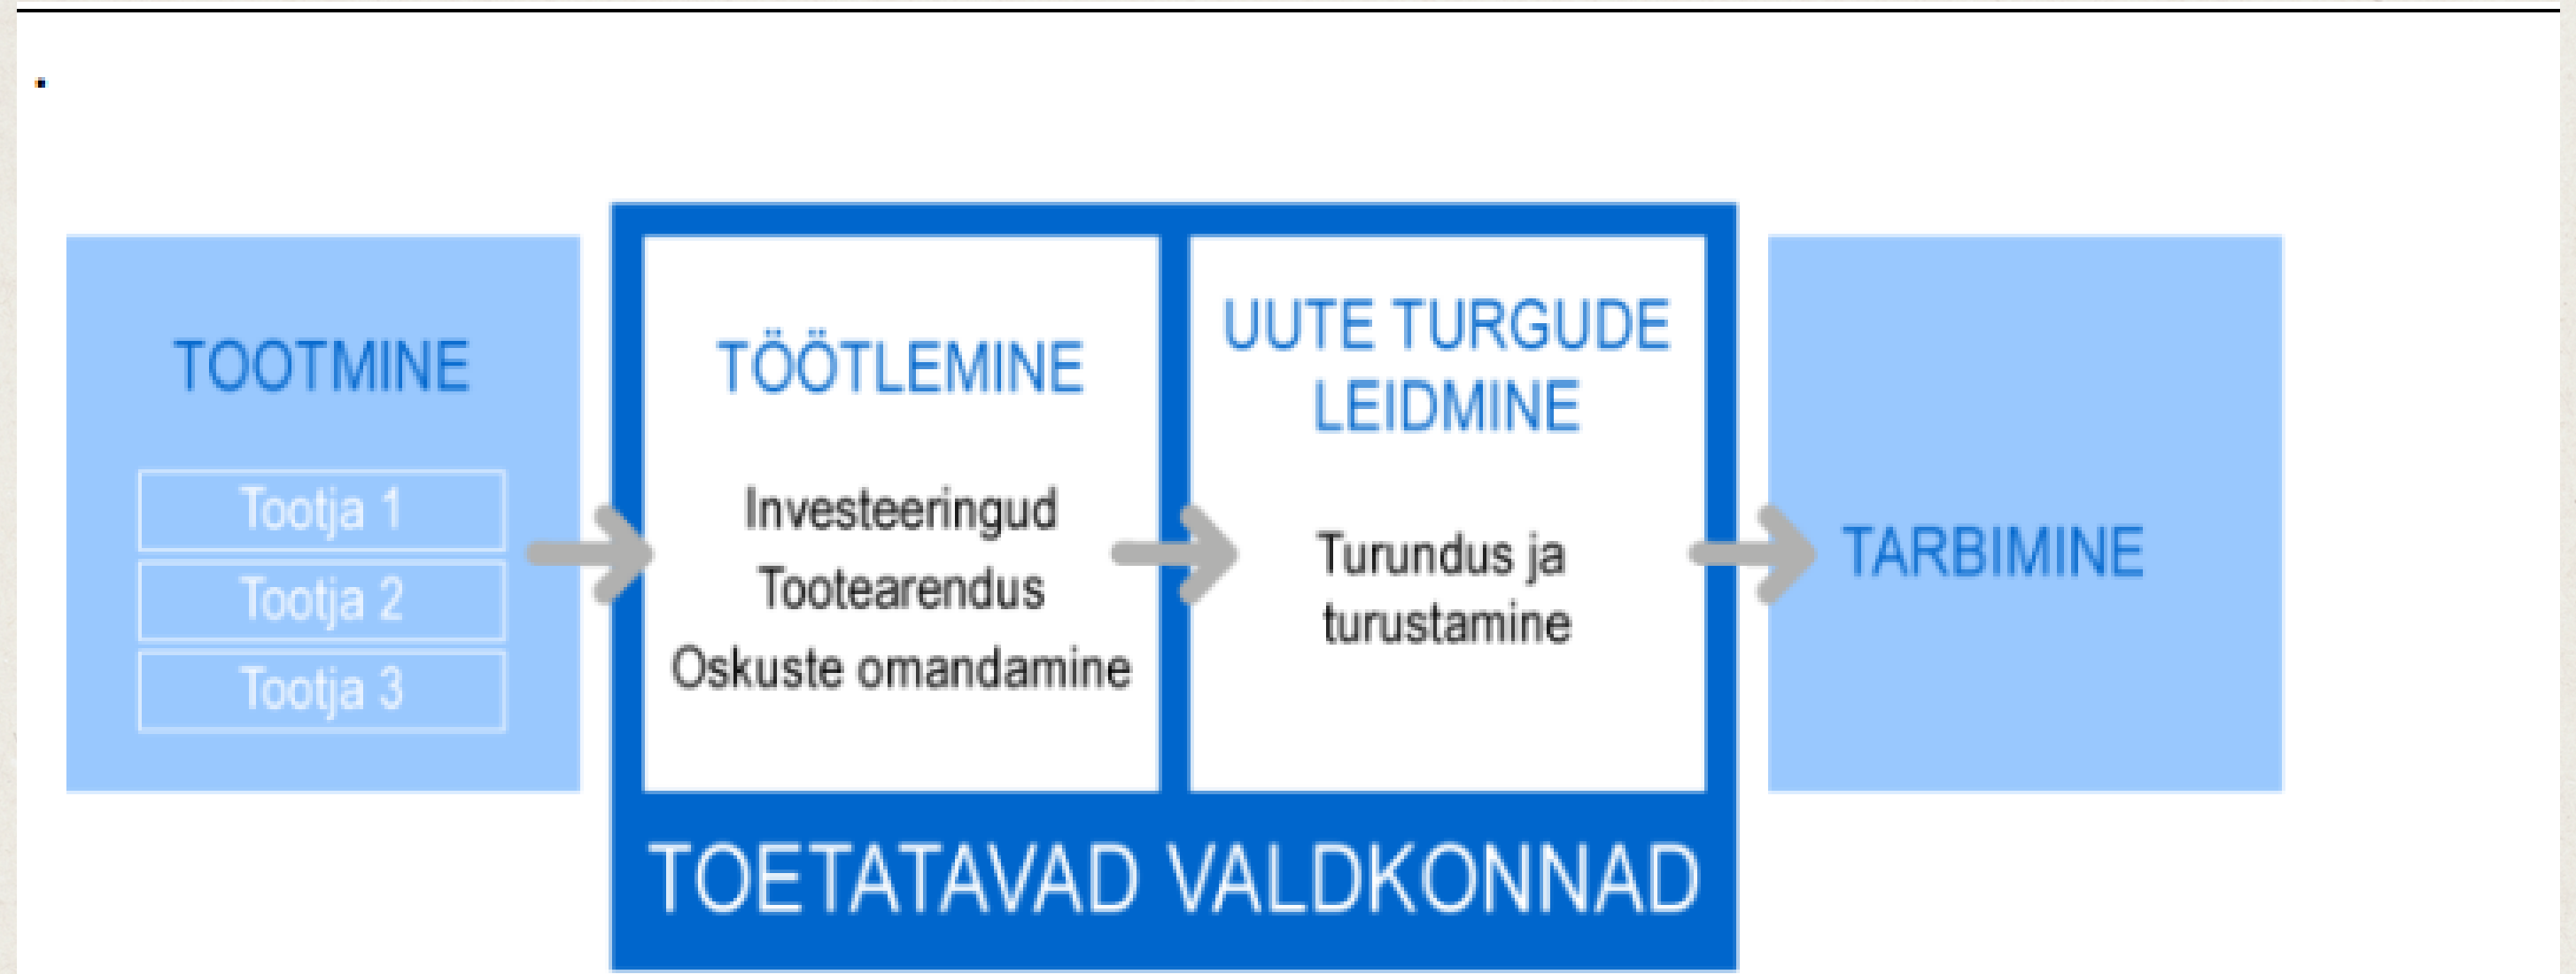 TOOTMINE
Tootja 1
Tootja 2
Tootja 3
TÖÖTLEMINE
Investeeringud
Tootearendus
Oskuste omandamine
UUTE TURGUDE
LEIDMINE
Turundus ja
turustamine
TARBIMINE
TOETATAVAD VALDKONNAD